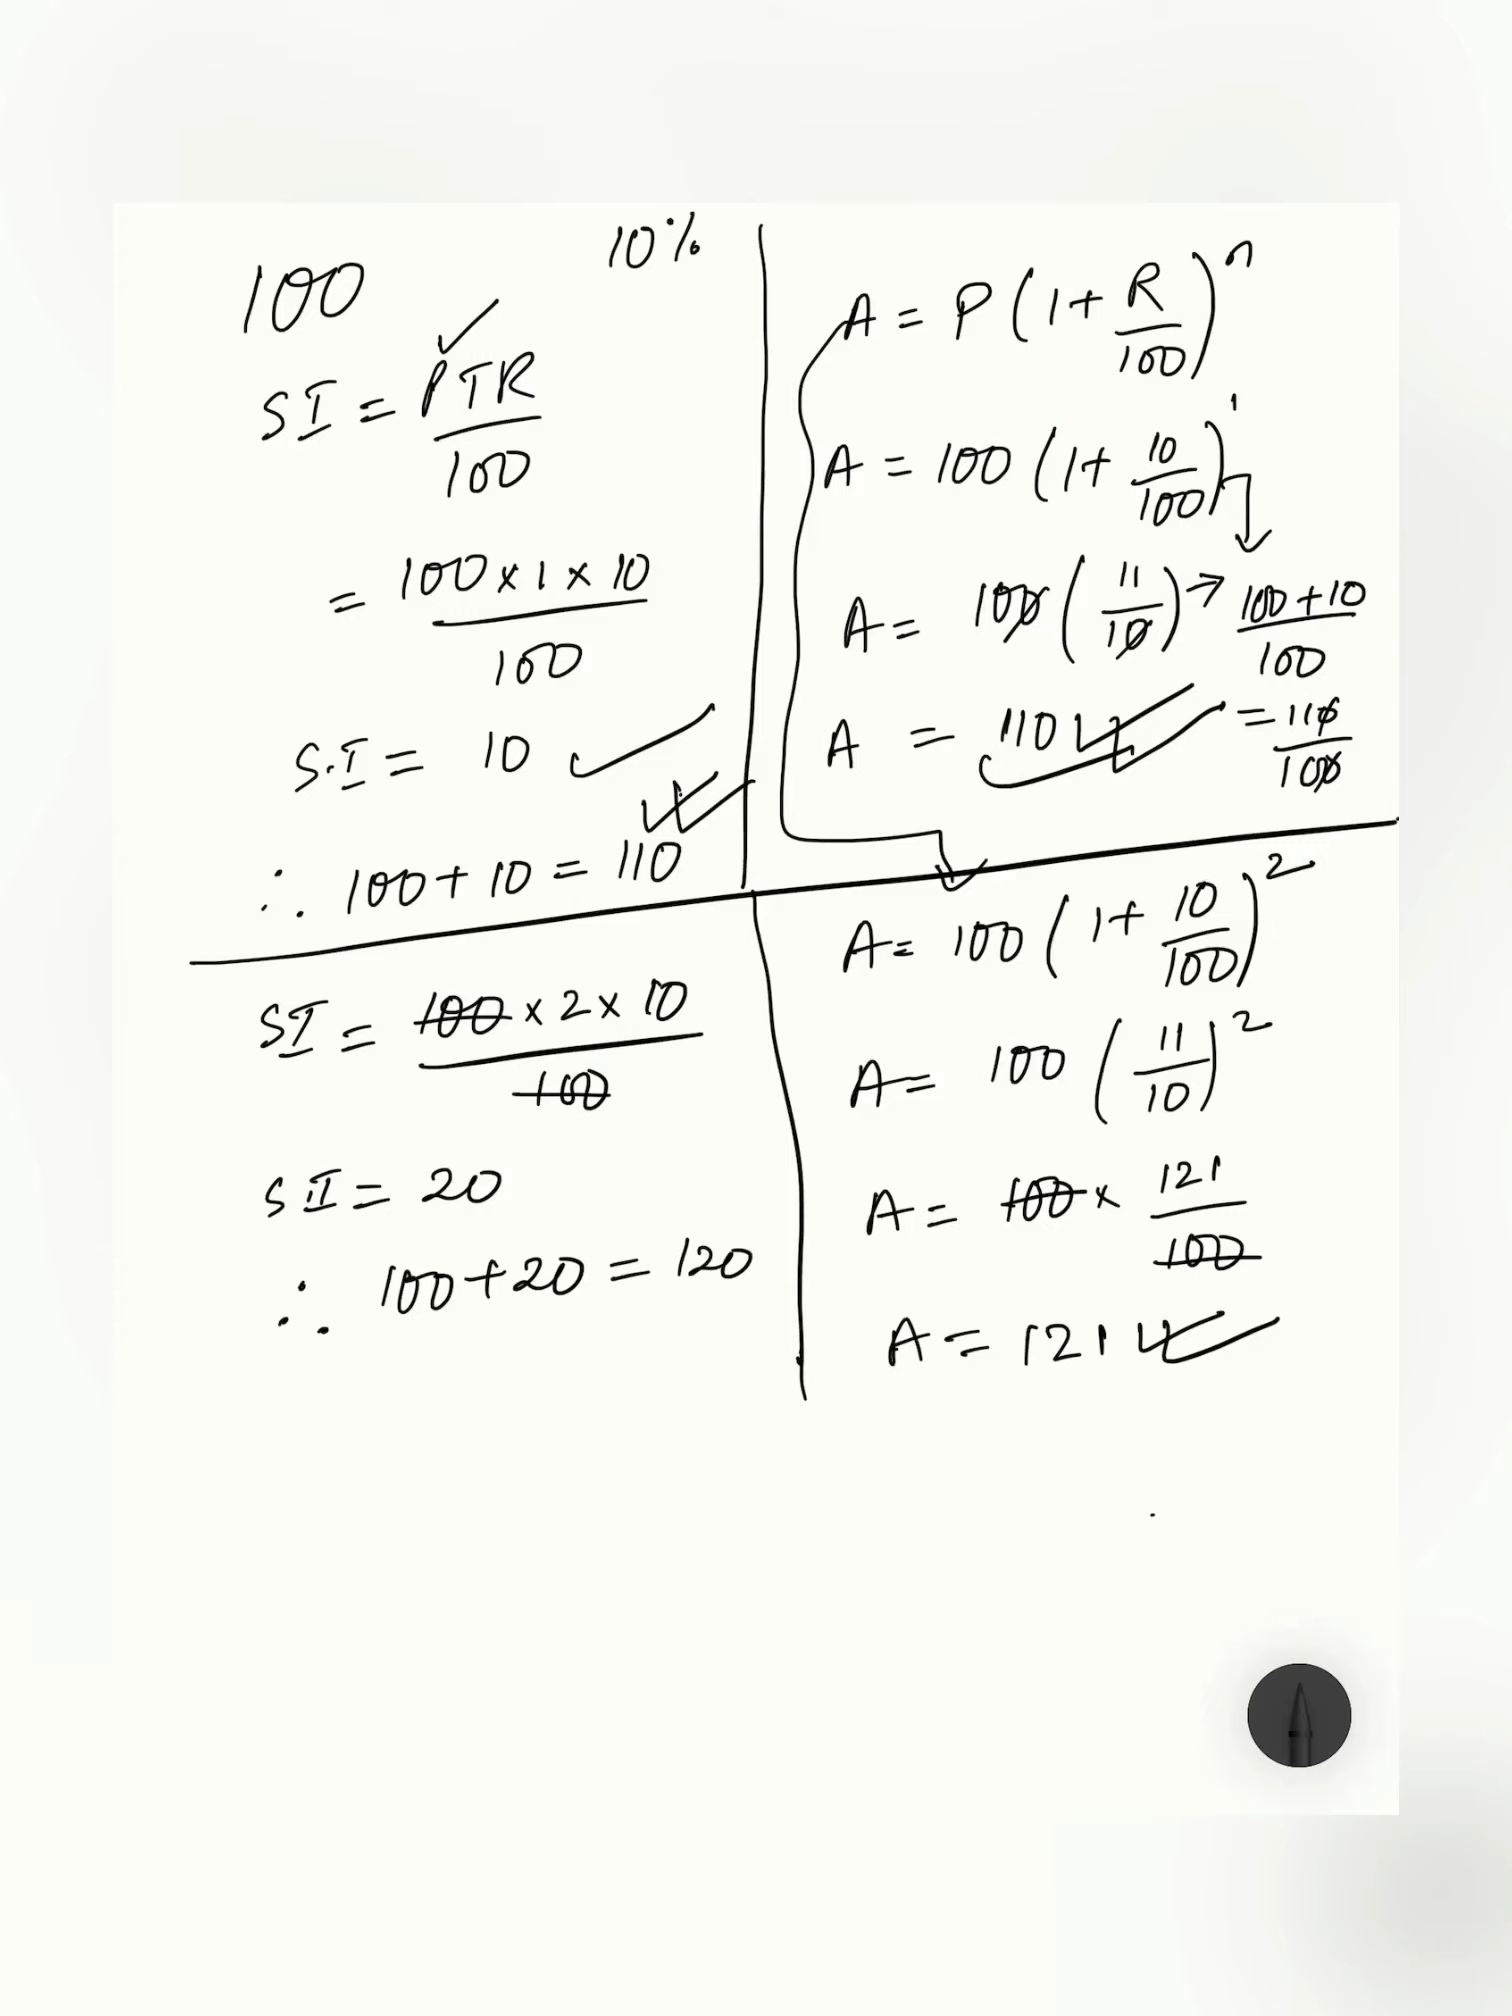 100 10%
SI = PTR/100
= 100 x 1 x 10/100
S.I = 10
∴ 100 + 10 = 110
A = P(1 + R/100)^n
A = 100(1 + 10/100)^1
A = 100(11/10) → 100 + 10/100
A = 110 = 110/100
SI = 100 x 2 x 10/100
SI = 20
∴ 100 + 20 = 120
A = 100(1 + 10/100)^2
A = 100(11/10)^2
A = 100 x 121/100
A = 121